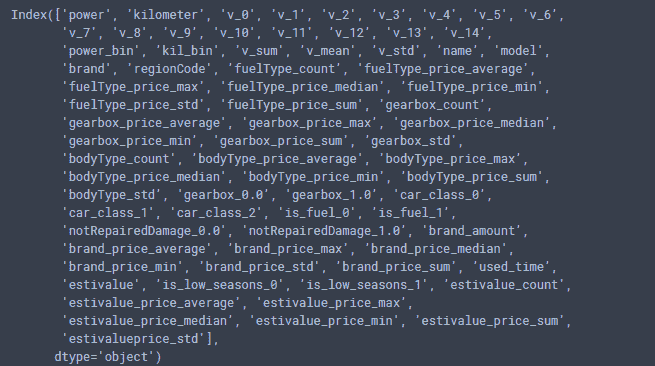 Index(['power', 'kilometer', 'v_0', 'v_1', 'v_2', 'v_3', 'v_4', 'v_5', 'v_6',
'v_7', 'v_8', 'v_9', 'v_10', 'v_11', 'v_12', 'v_13', 'v_14',
'power_bin', 'kil_bin', 'v_sum', 'v_mean', 'v_std', 'name', 'model',
'brand', 'regionCode', 'fuelType_count', 'fuelType_price_average',
'fuelType_price_max', 'fuelType_price_median', 'fuelType_price_min',
'fuelType_price_std', 'fuelType_price_sum', 'gearbox_count',
'gearbox_price_average', 'gearbox_price_max', 'gearbox_price_median',
'gearbox_price_min', 'gearbox_price_sum', 'gearbox_std',
'bodyType_count', 'bodyType_price_average', 'bodyType_price_max',
'bodyType_price_median', 'bodyType_price_min', 'bodyType_price_sum',
'bodyType_std', 'gearbox_0.0', 'gearbox_1.0', 'car_class_0',
'car_class_1', 'car_class_2', 'is_fuel_0', 'is_fuel_1',
'notRepairedDamage_0.0', 'notRepairedDamage_1.0', 'brand_amount',
'brand_price_average', 'brand_price_max', 'brand_price_median',
'brand_price_min', 'brand_price_std', 'brand_price_sum', 'used_time',
'estivalue', 'is_low_seasons_0', 'is_low_seasons_1', 'estivalue_count',
'estivalue_price_average', 'estivalue_price_max',
'estivalue_price_median', 'estivalue_price_min', 'estivalue_price_sum',
'estivalueprice_std'],
dtype='object')